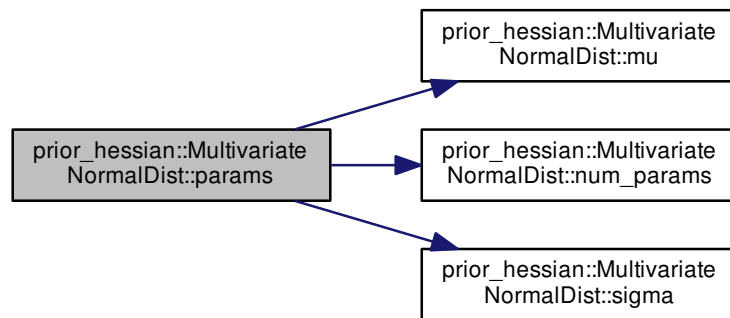 prior_hessian::Multivariate
NormalDist::params
prior_hessian::Multivariate
NormalDist::mu
prior_hessian::Multivariate
NormalDist::num_params
prior_hessian::Multivariate
NormalDist::sigma